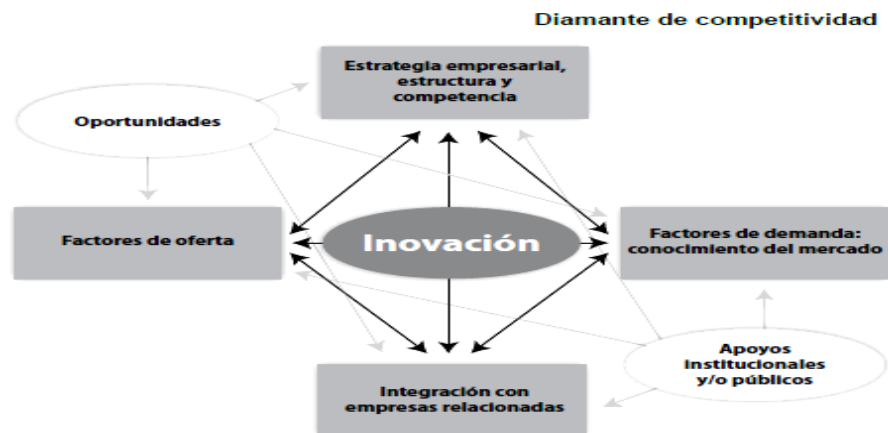 Diamante de competitividad
Estrategia empresarial,
estructura y
competencia
Oportunidades
Factores de oferta
Inovación
Factores de demanda:
conocimiento del mercado
Apoyos
institucionales
y/o públicos
Integración con
empresas relacionadas